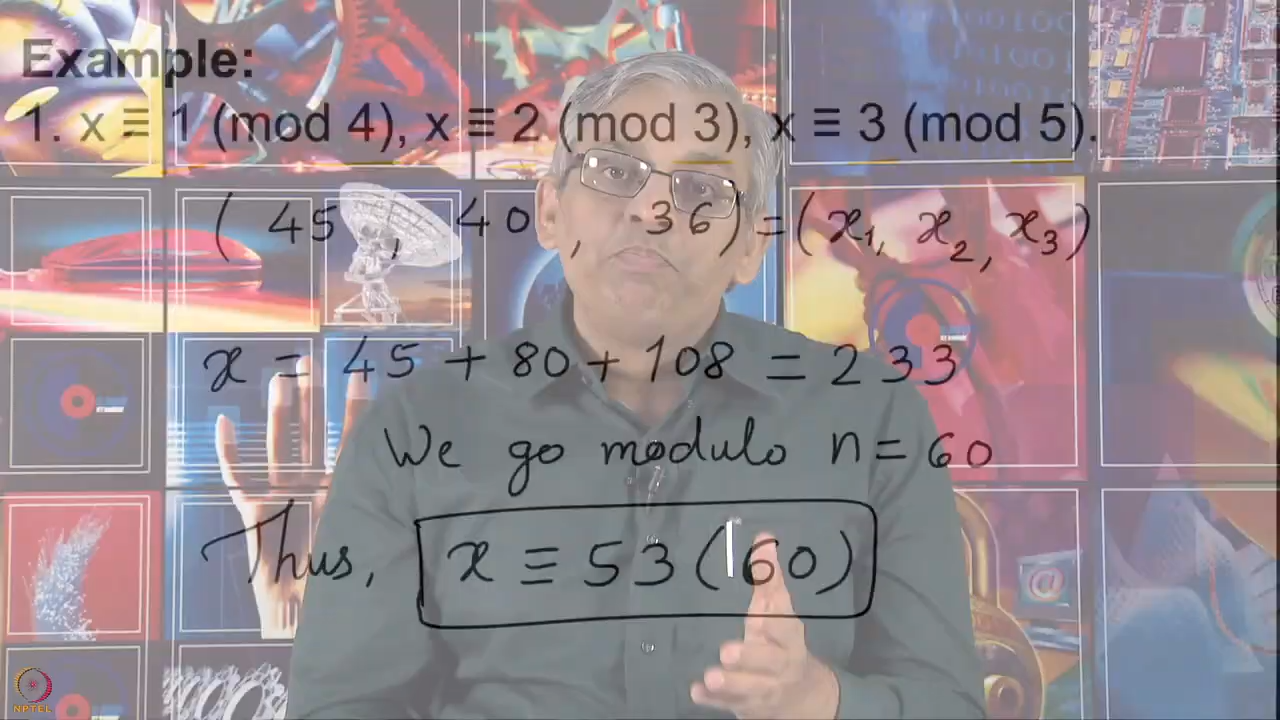 Example:
1. x ≡ 1 (mod 4), x ≡ 2 (mod 3), x ≡ 3 (mod 5).
( 45 , 40 , 36 ) = ( x₁, x₂, x₃ )
x = 45 + 80 + 108 = 233
We go modulo n = 60
Thus, x ≡ 53 (60)
@
NPTEL